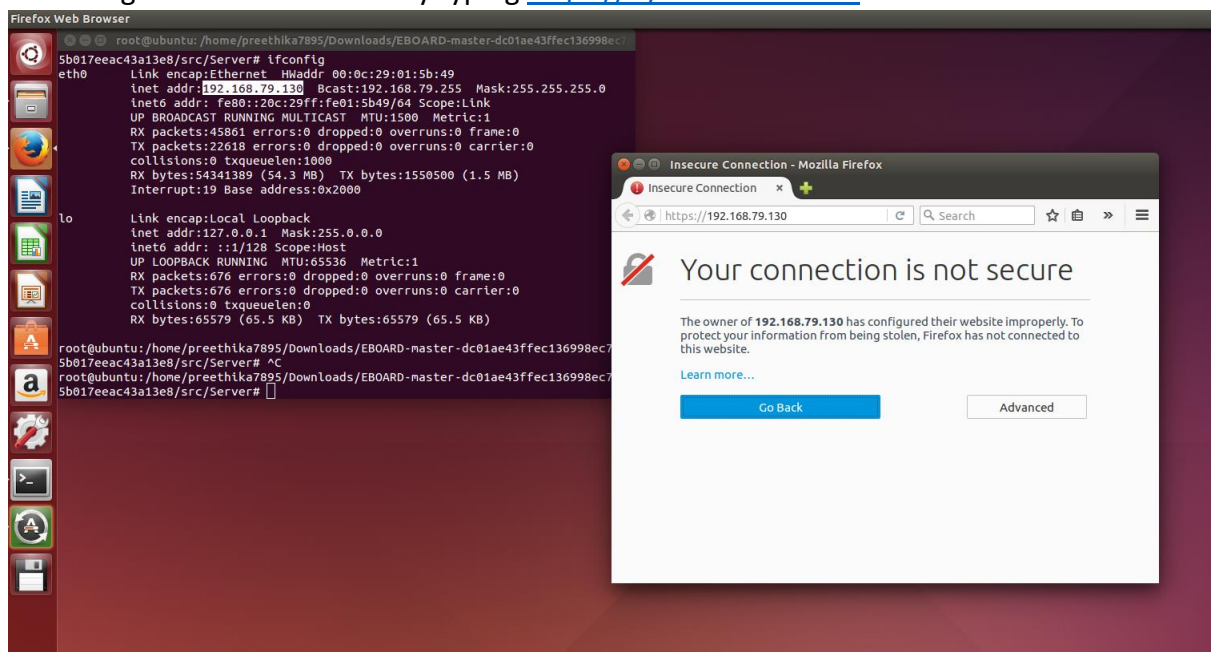 Firefox Web Browser
root@ubuntu: /home/preethika7895/Downloads/EBOARD-master-dc01ae43ffec136998ec7
5b017eeac43a13e8/src/Server# ifconfig
eth0 Link encap:Ethernet HWaddr 00:0c:29:01:5b:49
inet addr:192.168.79.130 Bcast:192.168.79.255 Mask:255.255.255.0
inet6 addr: fe80::20c:29ff:fe01:5b49/64 Scope:Link
UP BROADCAST RUNNING MULTICAST MTU:1500 Metric:1
RX packets:45861 errors:0 dropped:0 overruns:0 frame:0
TX packets:22618 errors:0 dropped:0 overruns:0 carrier:0
collisions:0 txqueuelen:1000
RX bytes:54341389 (54.3 MB) TX bytes:1550500 (1.5 MB)
Interrupt:19 Base address:0x2000
lo Link encap:Local Loopback
inet addr:127.0.0.1 Mask:255.0.0.0
inet6 addr: ::1/128 Scope:Host
UP LOOPBACK RUNNING MTU:65536 Metric:1
RX packets:676 errors:0 dropped:0 overruns:0 frame:0
TX packets:676 errors:0 dropped:0 overruns:0 carrier:0
collisions:0 txqueuelen:0
RX bytes:65579 (65.5 KB) TX bytes:65579 (65.5 KB)
root@ubuntu:/home/preethika7895/Downloads/EBOARD-master-dc01ae43ffec136998ec7
5b017eeac43a13e8/src/Server# ^C
root@ubuntu:/home/preethika7895/Downloads/EBOARD-master-dc01ae43ffec136998ec7
5b017eeac43a13e8/src/Server#
Insecure Connection - Mozilla Firefox
Insecure Connection
https://192.168.79.130
Search
Your connection is not secure
The owner of 192.168.79.130 has configured their website improperly. To
protect your information from being stolen, Firefox has not connected to
this website.
Learn more...
Go Back
Advanced